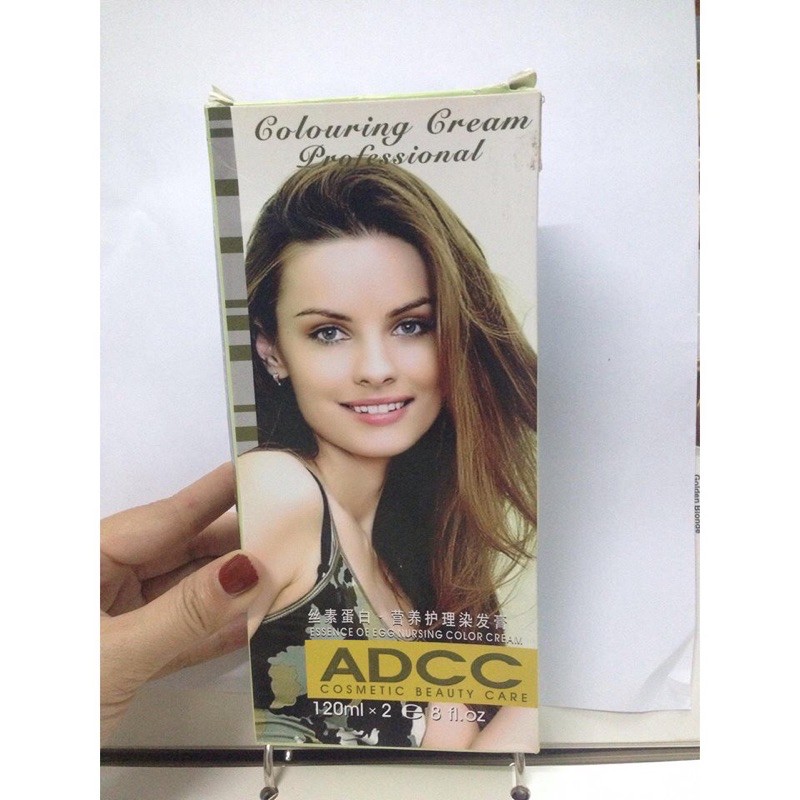 Colouring Cream
Professional
Golden Blonde
丝素蛋白·营养护理染发膏
ESSENCE OF EGG NURSING COLOR CREAM
ADCC
COSMETIC BEAUTY CARE
120ml × 2 ℮ 8 fl.oz